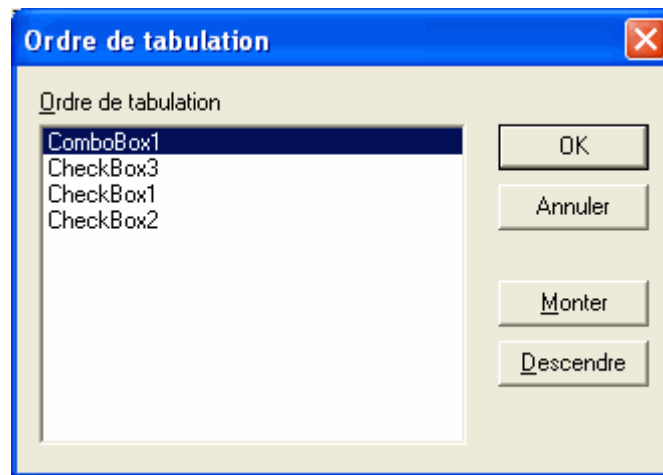 Ordre de tabulation
Ordre de tabulation
ComboBox1
CheckBox3
CheckBox1
CheckBox2
OK
Annuler
Monter
Descendre